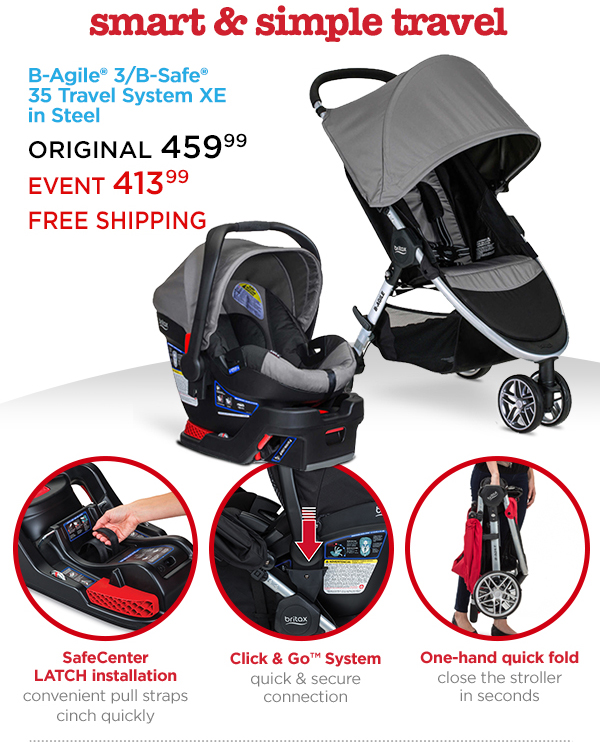 smart & simple travel
B-Agile® 3/B-Safe®
35 Travel System XE
in Steel
ORIGINAL 459⁹⁹
EVENT 413⁹⁹
FREE SHIPPING
britax
B-AGILE
britax
SafeCenter
LATCH installation
convenient pull straps
cinch quickly
Click & Go™ System
quick & secure
connection
One-hand quick fold
close the stroller
in seconds